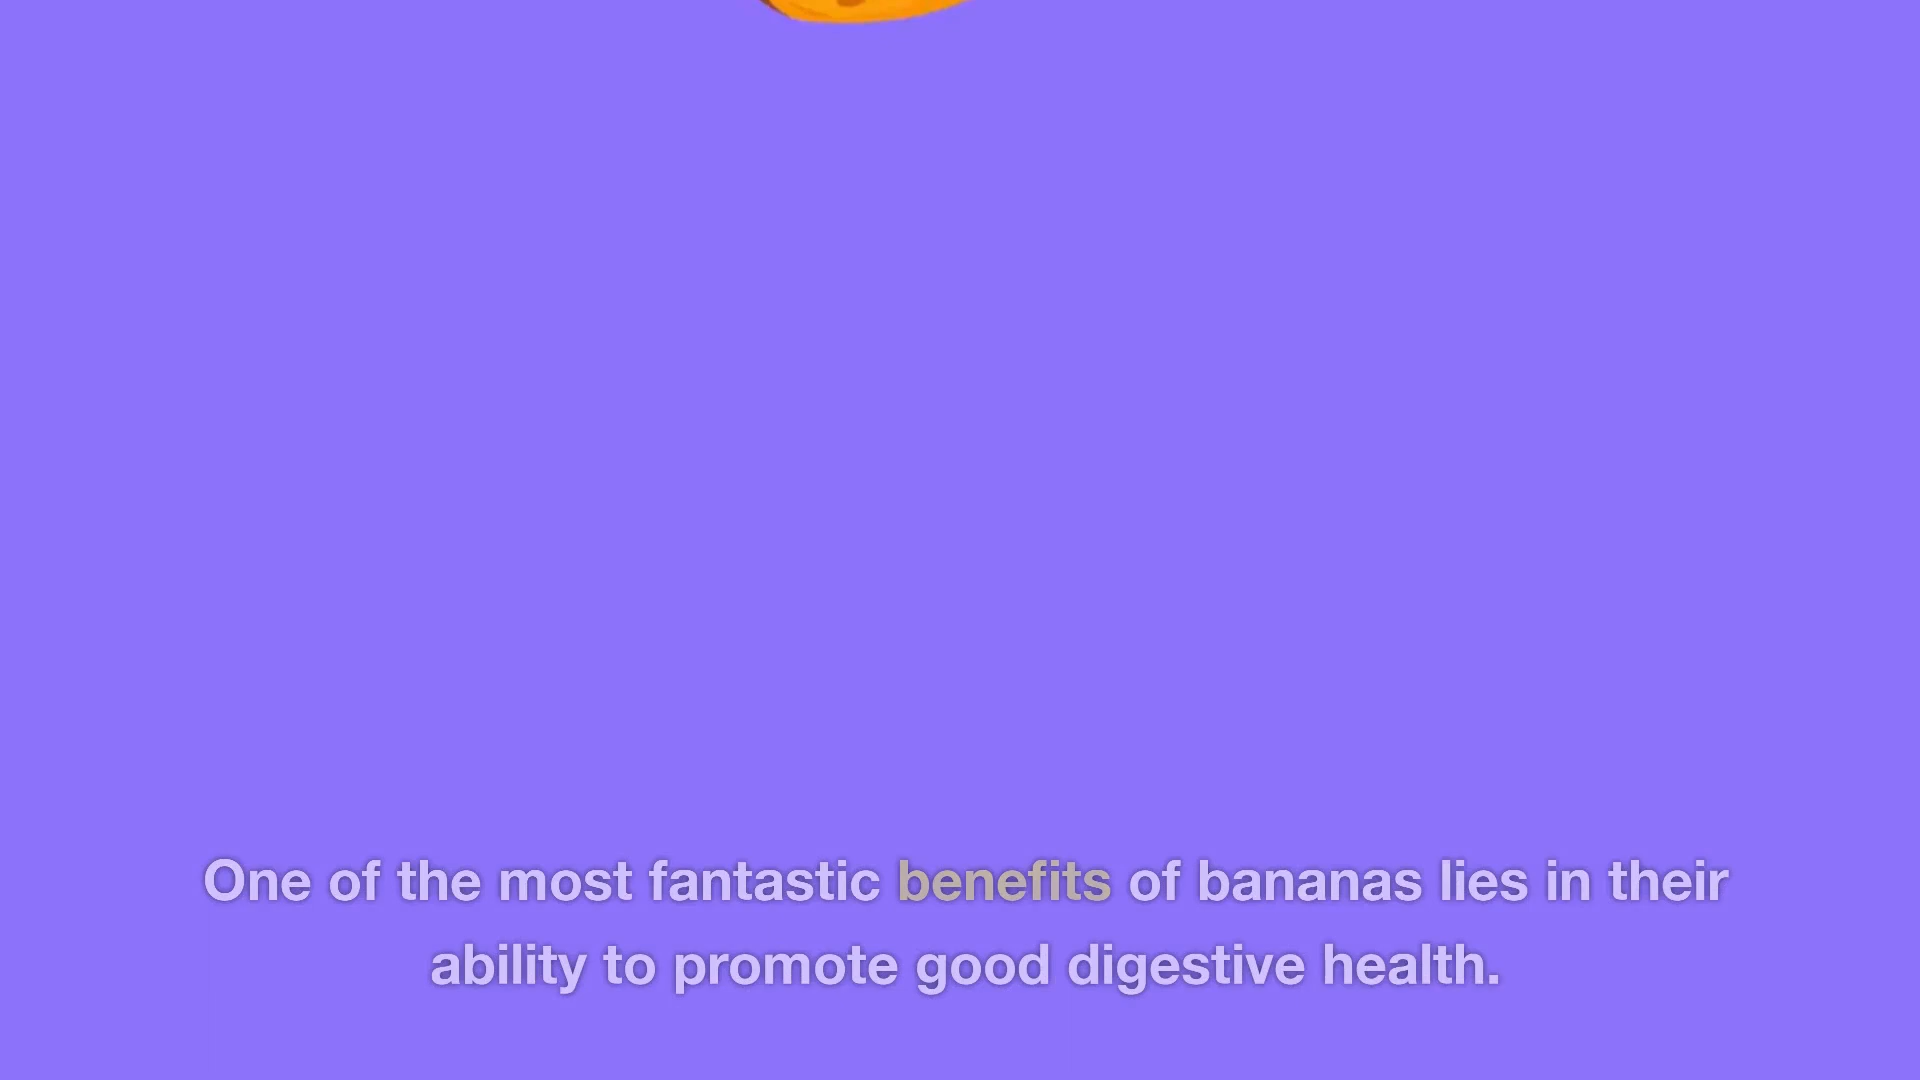 One of the most fantastic benefits of bananas lies in their
ability to promote good digestive health.